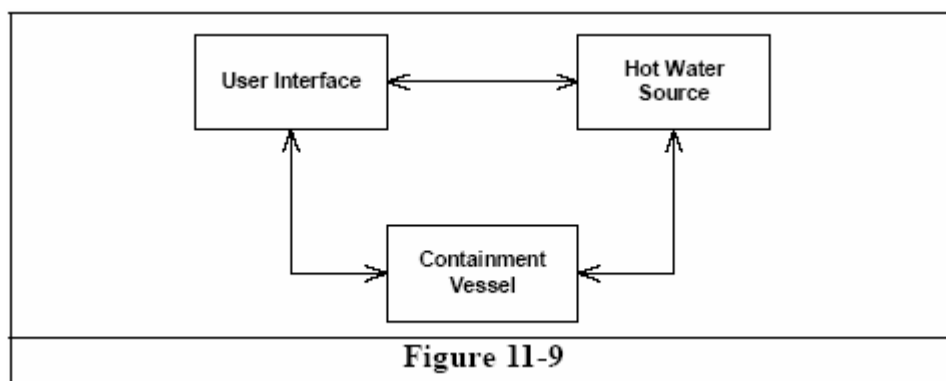 User Interface
Hot Water
Source
Containment
Vessel
Figure 11-9